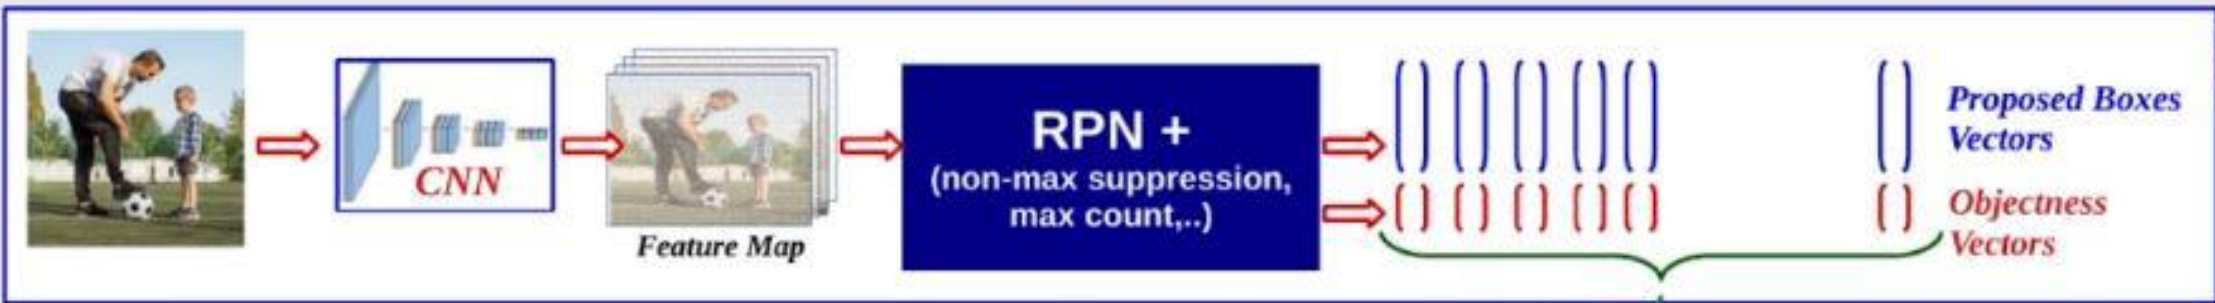 CNN
Feature Map
RPN +
(non-max suppression,
max count,..)
Proposed Boxes
Vectors
Objectness
Vectors